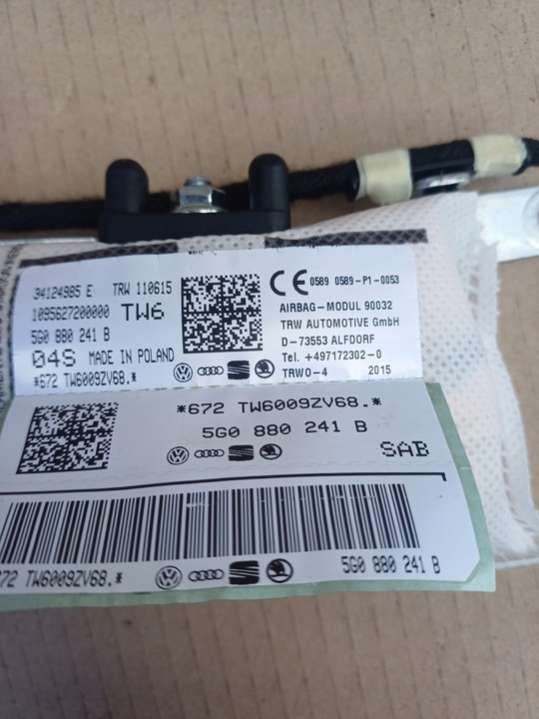 34124985 E TRW 110615
1095627200000 TW6
5G0 880 241 B
04S MADE IN POLAND
*672 TW6009ZV68.*
CE 0589 0589-P1-0053
AIRBAG-MODUL 90032
TRW AUTOMOTIVE GmbH
D-73553 ALFDORF
Tel. +497172302-0
TRWO-4 2015
*672 TW6009ZV68.*
5G0 880 241 B
SAB
672 TW6009ZV68.*
5G0 880 241 B